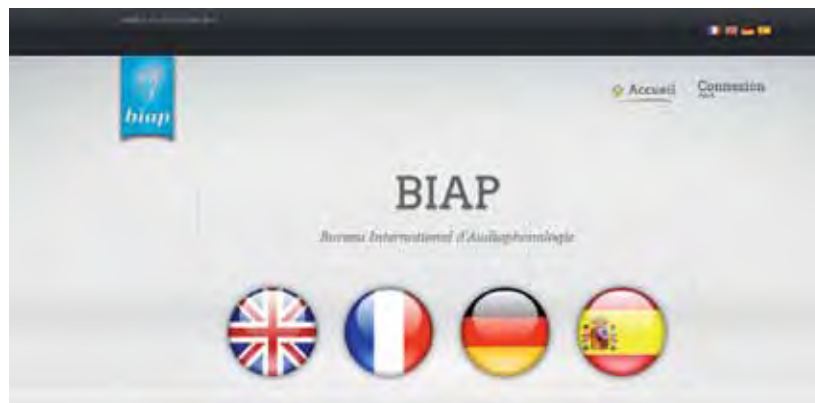 biap
Accueil
Connexion
BIAP
Bureau International d'Audiophonologie